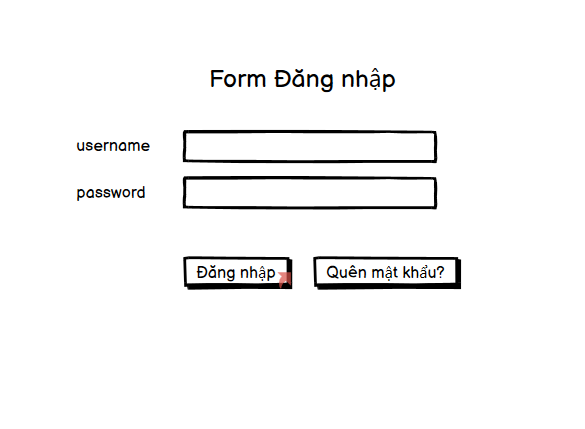 Form Đăng nhập
username
password
Đăng nhập
Quên mật khẩu?